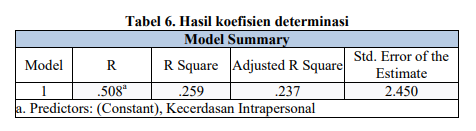 Tabel 6. Hasil koefisien determinasi
Model Summary
Model R R Square Adjusted R Square Std. Error of the Estimate
1 .508a .259 .237 2.450
a. Predictors: (Constant), Kecerdasan Intrapersonal